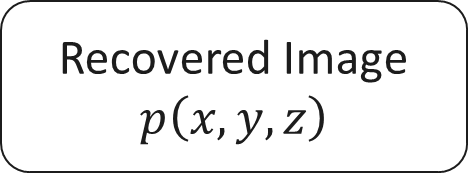 Recovered Image
p(x, y, z)